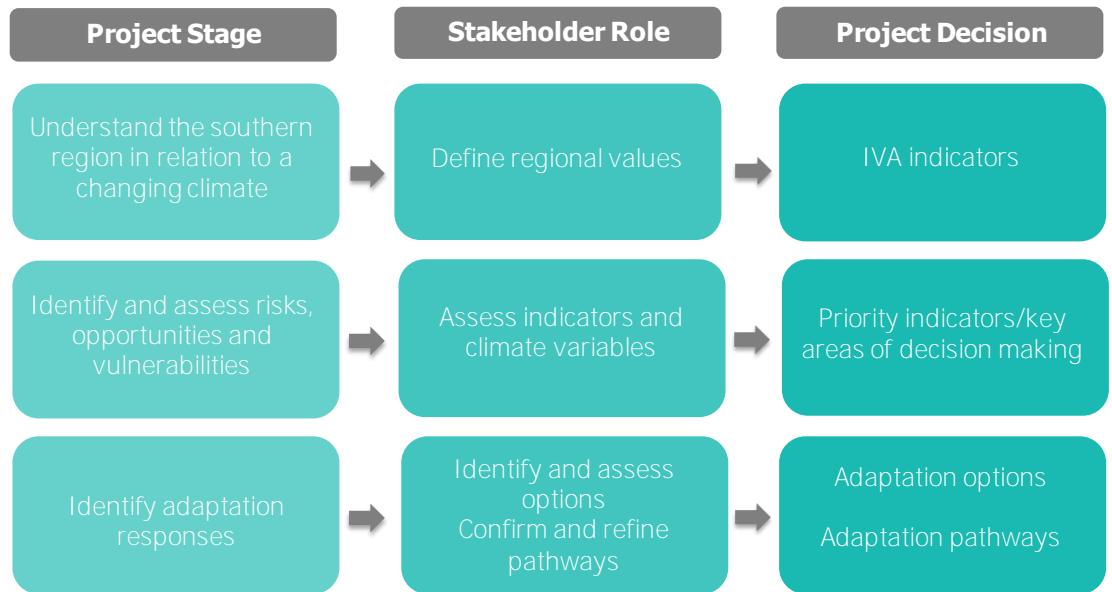 Project Stage
Stakeholder Role
Project Decision
Understand the southern
region in relation to a
changing climate
Define regional values
IVA indicators
Identify and assess risks,
opportunities and
vulnerabilities
Assess indicators and
climate variables
Priority indicators/key
areas of decision making
Identify adaptation
responses
Identify and assess
options
Confirm and refine
pathways
Adaptation options
Adaptation pathways